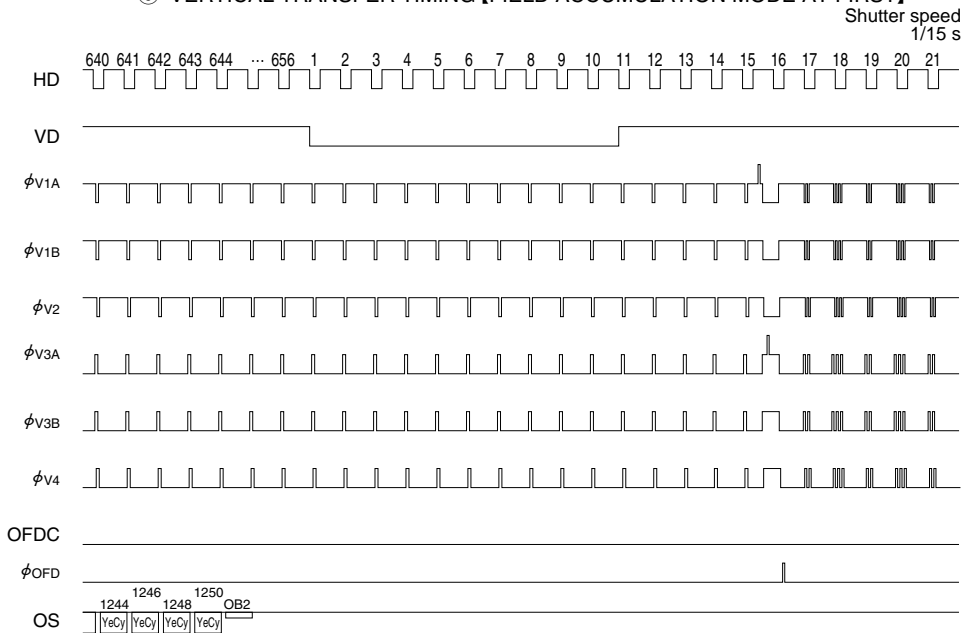 VERTICAL TRANSFER TIMING【FIELD ACCUMULATION MODE AT FIRST】
Shutter speed
1/15 s
640 641 642 643 644 ... 656 1 2 3 4 5 6 7 8 9 10 11 12 13 14 15 16 17 18 19 20 21
HD
VD
ϕV1A
ϕV1B
ϕV2
ϕV3A
ϕV3B
ϕV4
OFDC
ϕOFD
1246 1250
1244 1248 OB2
OS YeCy YeCy YeCy YeCy